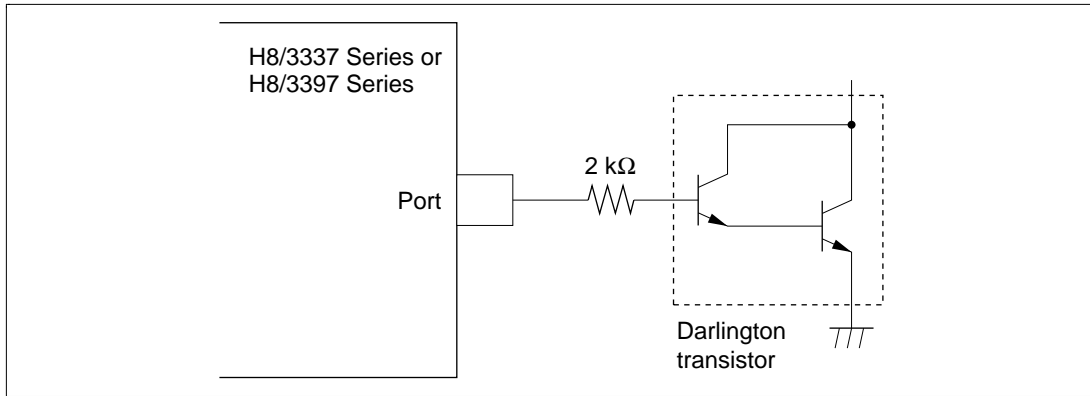 H8/3337 Series or
H8/3397 Series
Port
2 kΩ
Darlington
transistor